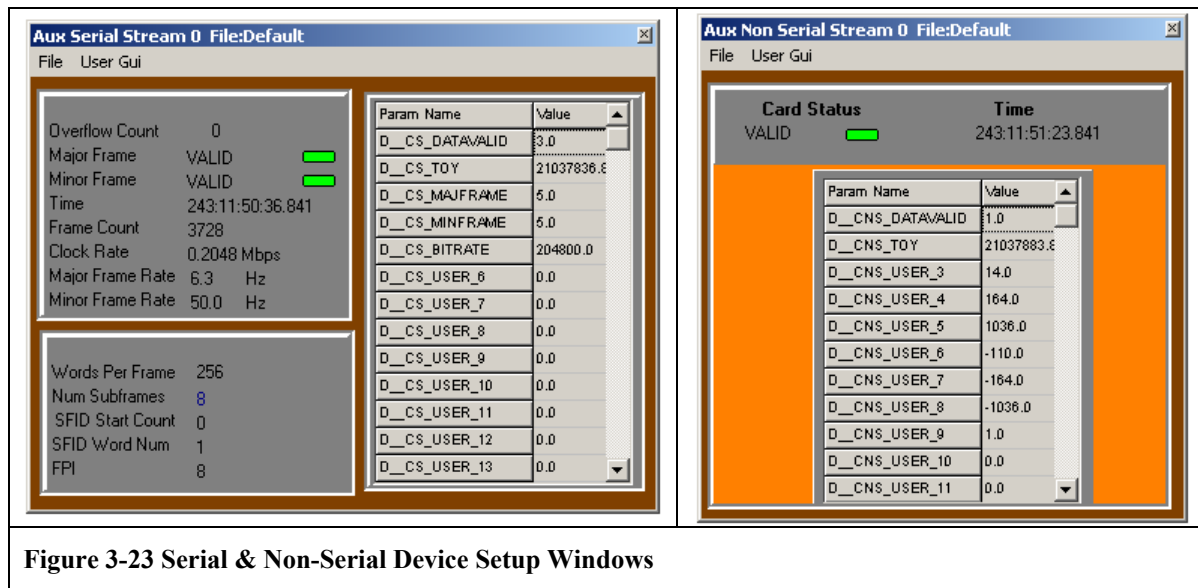 Aux Serial Stream 0 File:Default
File User Gui
Overflow Count 0
Major Frame VALID
Minor Frame VALID
Time 243:11:50:36.841
Frame Count 3728
Clock Rate 0.2048 Mbps
Major Frame Rate 6.3 Hz
Minor Frame Rate 50.0 Hz
Words Per Frame 256
Num Subframes 8
SFID Start Count 0
SFID Word Num 1
FPI 8
Param Name Value
D__CS_DATAVALID 3.0
D__CS_TOY 21037836.8
D__CS_MAJFRAME 5.0
D__CS_MINFRAME 5.0
D__CS_BITRATE 204800.0
D__CS_USER_6 0.0
D__CS_USER_7 0.0
D__CS_USER_8 0.0
D__CS_USER_9 0.0
D__CS_USER_10 0.0
D__CS_USER_11 0.0
D__CS_USER_12 0.0
D__CS_USER_13 0.0
Aux Non Serial Stream 0 File:Default
File User Gui
Card Status Time
VALID 243:11:51:23.841
Param Name Value
D__CNS_DATAVALID 1.0
D__CNS_TOY 21037883.8
D__CNS_USER_3 14.0
D__CNS_USER_4 164.0
D__CNS_USER_5 1036.0
D__CNS_USER_6 -110.0
D__CNS_USER_7 -164.0
D__CNS_USER_8 -1036.0
D__CNS_USER_9 1.0
D__CNS_USER_10 0.0
D__CNS_USER_11 0.0
Figure 3-23 Serial & Non-Serial Device Setup Windows